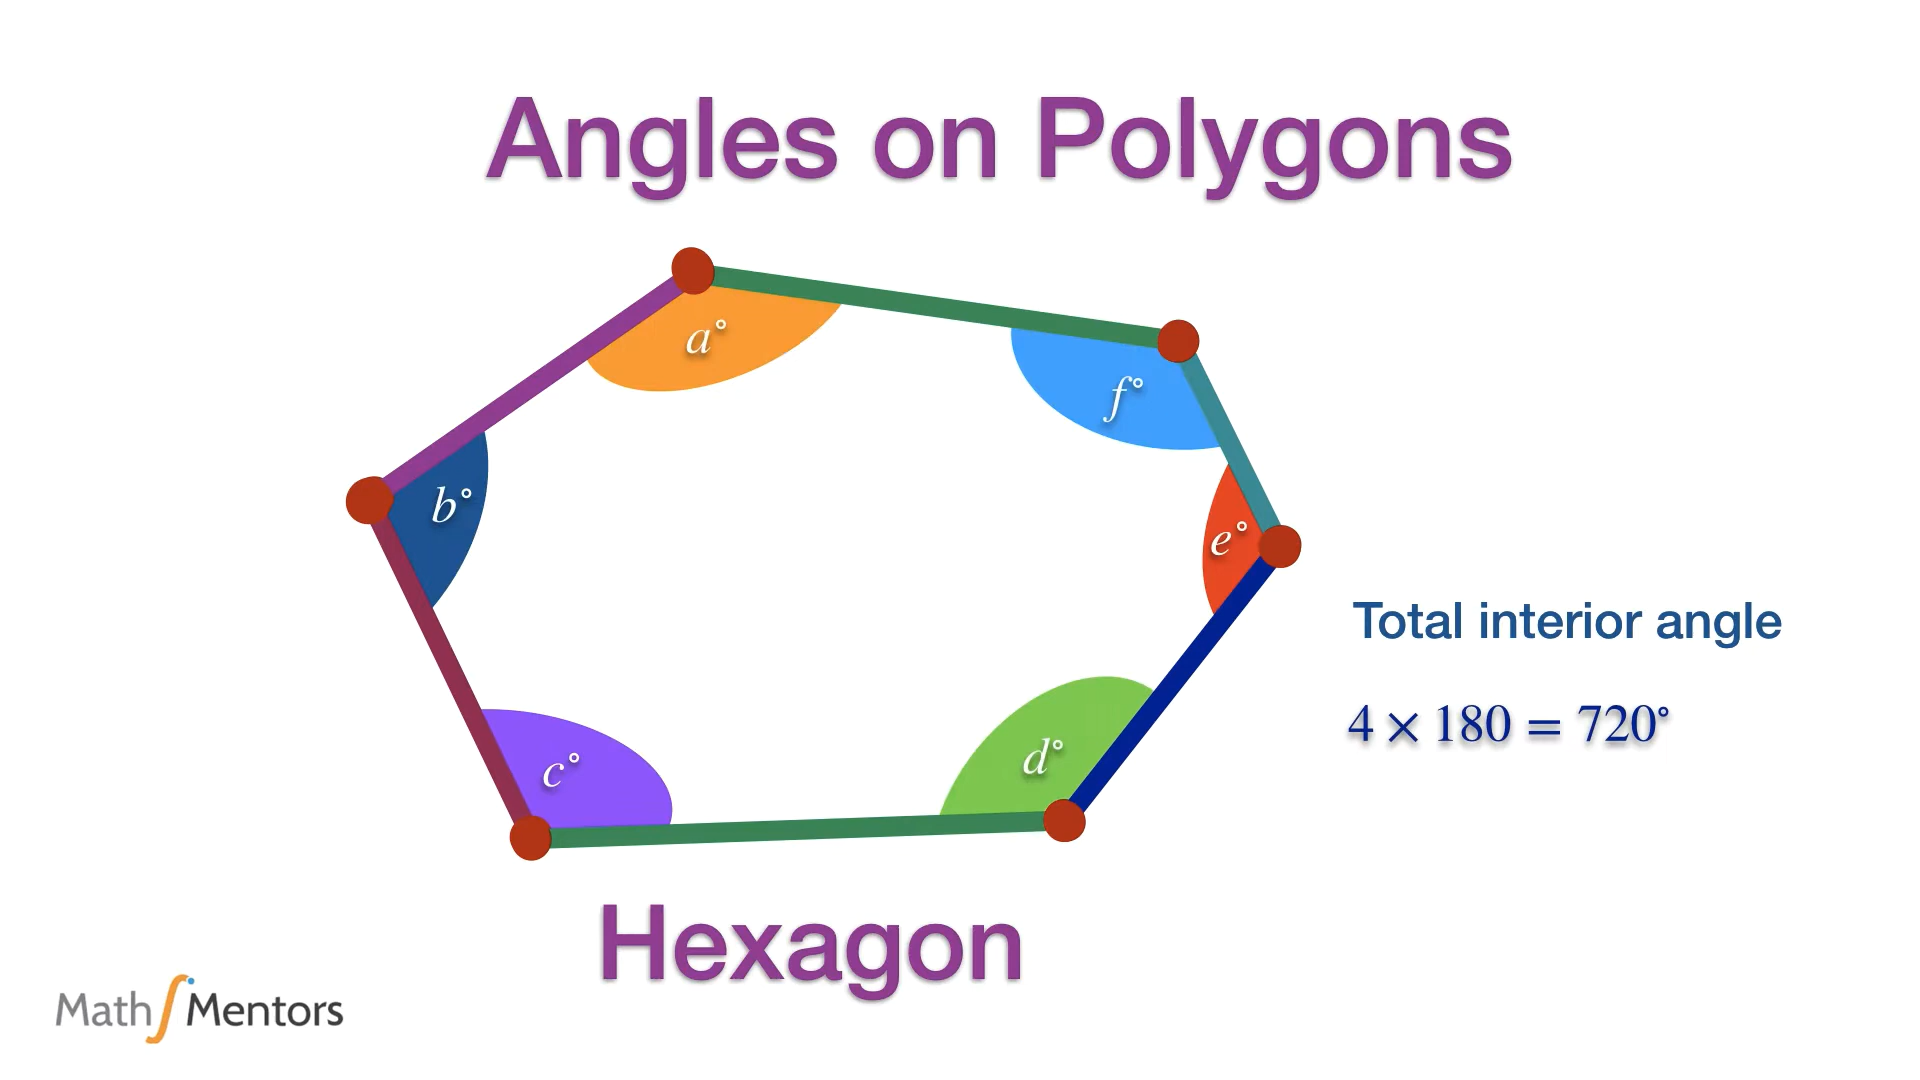 Angles on Polygons
a°
f°
b°
e°
Total interior angle
4 × 180 = 720°
c°
d°
Hexagon
Math Mentors